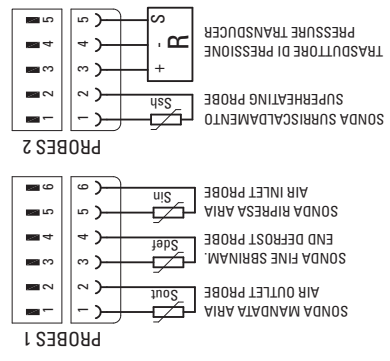 PROBES 1
SONDA MANDATA ARIA
AIR OUTLET PROBE
Sout
1 1
2 2
SONDA FINE SBRINAM.
END DEFROST PROBE
Sdef
3 3
4 4
SONDA RIPRESA ARIA
AIR INLET PROBE
Sin
5 5
6 6
PROBES 2
SONDA SURRISCALDAMENTO
SUPERHEATING PROBE
Ssh
1 1
2 2
TRASDUTTORE DI PRESSIONE
PRESSURE TRANSDUCER
R
+ 3 3
- 4 4
S 5 5